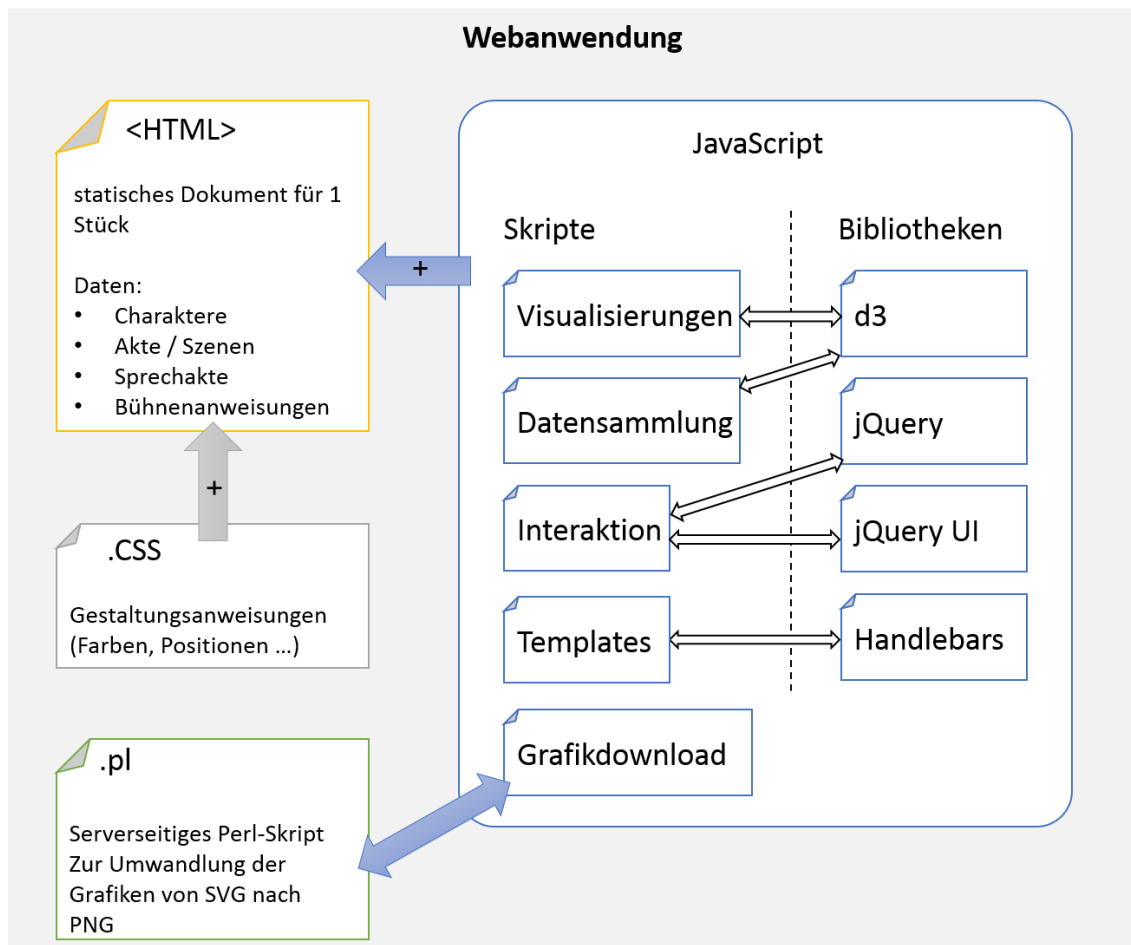 Webanwendung
<HTML>
statisches Dokument für 1
Stück
Daten:
• Charaktere
• Akte / Szenen
• Sprechakte
• Bühnenanweisungen
+
+
.CSS
Gestaltungsanweisungen
(Farben, Positionen ...)
.pl
Serverseitiges Perl-Skript
Zur Umwandlung der
Grafiken von SVG nach
PNG
JavaScript
Skripte
Bibliotheken
Visualisierungen
d3
Datensammlung
jQuery
Interaktion
jQuery UI
Templates
Handlebars
Grafikdownload